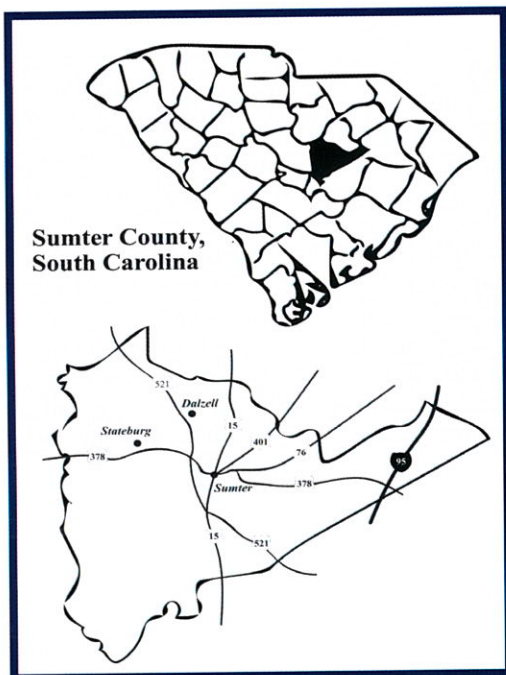 Sumter County,
South Carolina
521
Dalzell
15
Stateburg
401
76
378
95
Sumter
378
15
521